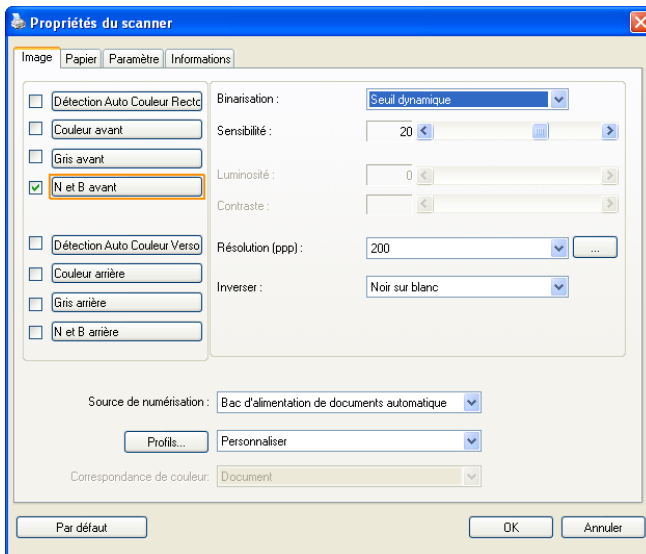 Propriétés du scanner
Image Papier Paramètre Informations
Détection Auto Couleur Recto
Couleur avant
Gris avant
N et B avant
Détection Auto Couleur Verso
Couleur arrière
Gris arrière
N et B arrière
Binarisation : Seuil dynamique
Sensibilité : 20
Luminosité : 0
Contraste :
Résolution (ppp) : 200 ...
Inverser : Noir sur blanc
Source de numérisation : Bac d'alimentation de documents automatique
Profils... Personnaliser
Correspondance de couleur: Document
Par défaut OK Annuler